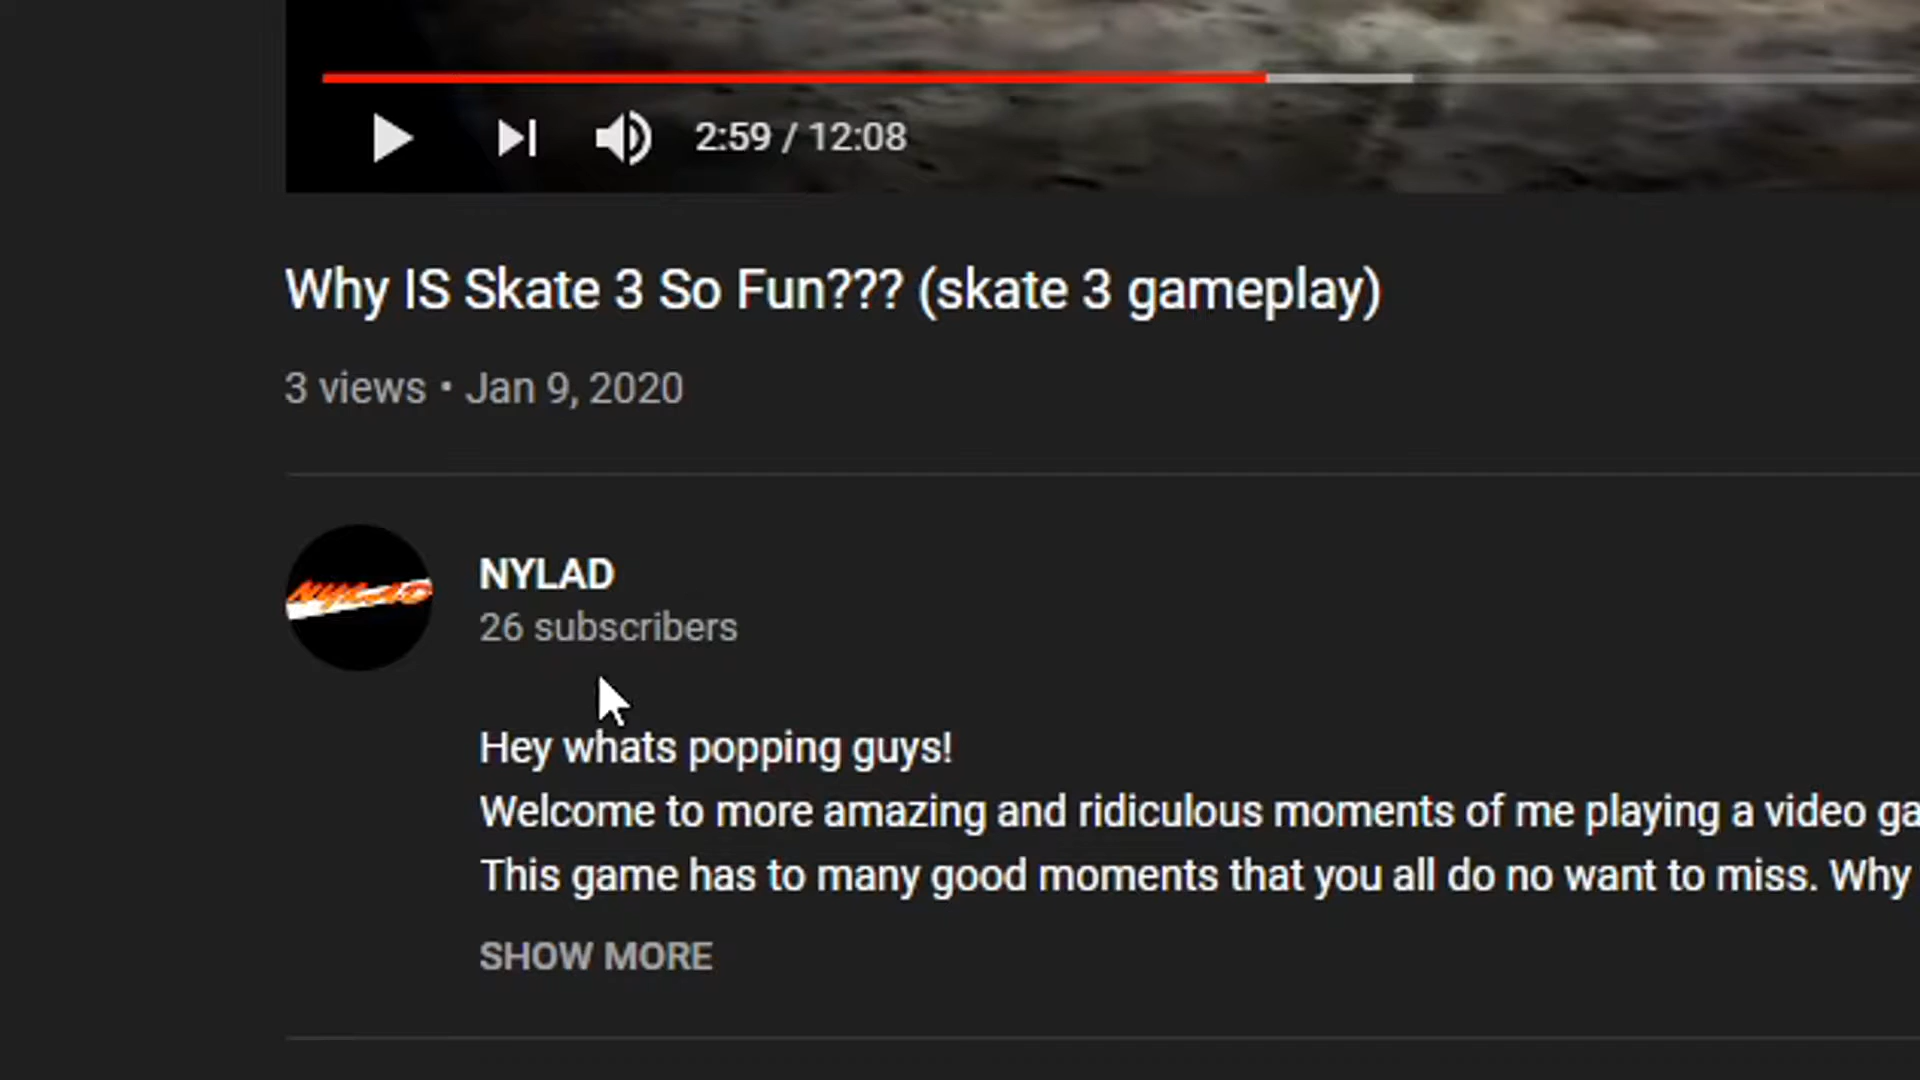 2:59 / 12:08
Why IS Skate 3 So Fun??? (skate 3 gameplay)
3 views • Jan 9, 2020
NYLAD
NYLAD
26 subscribers
Hey whats popping guys!
Welcome to more amazing and ridiculous moments of me playing a video ga
This game has to many good moments that you all do no want to miss. Why
SHOW MORE